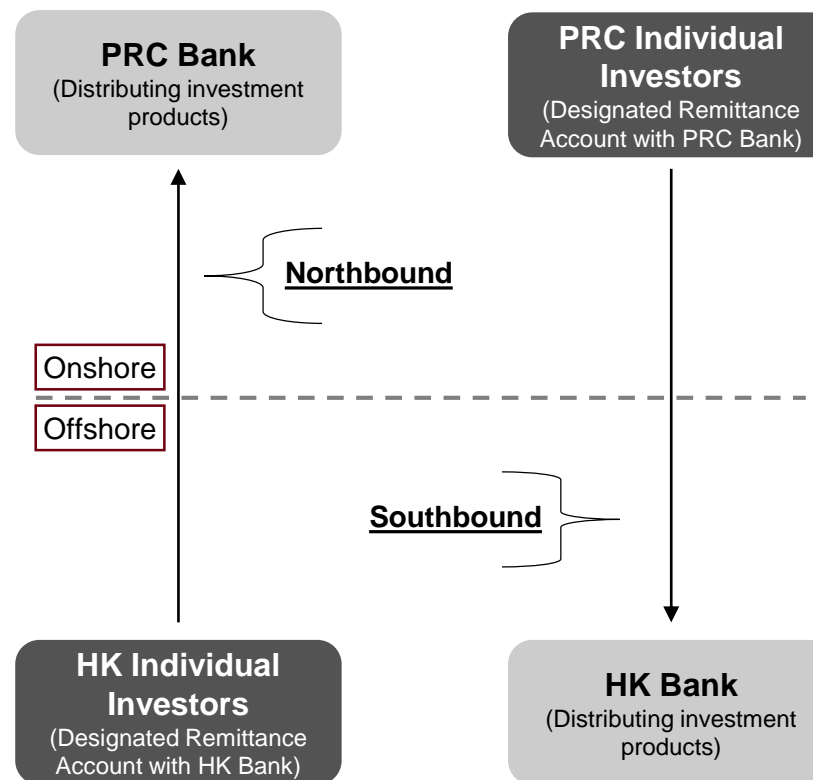 PRC Bank
(Distributing investment
products)
PRC Individual
Investors
(Designated Remittance
Account with PRC Bank)
Northbound
Onshore
Offshore
Southbound
HK Individual
Investors
(Designated Remittance
Account with HK Bank)
HK Bank
(Distributing investment
products)